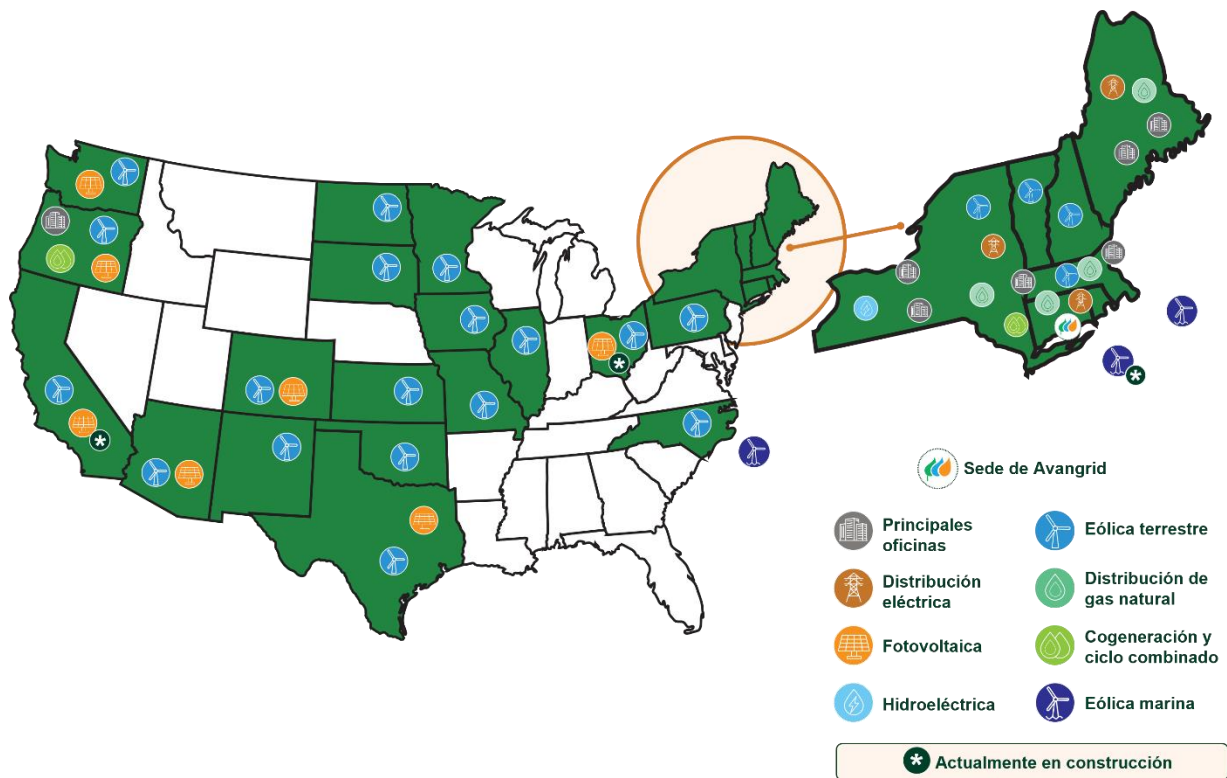 Sede de Avangrid
Principales
oficinas
Eólica terrestre
Distribución
eléctrica
Distribución de
gas natural
Fotovoltaica
Cogeneración y
ciclo combinado
Hidroeléctrica
Eólica marina
* Actualmente en construcción